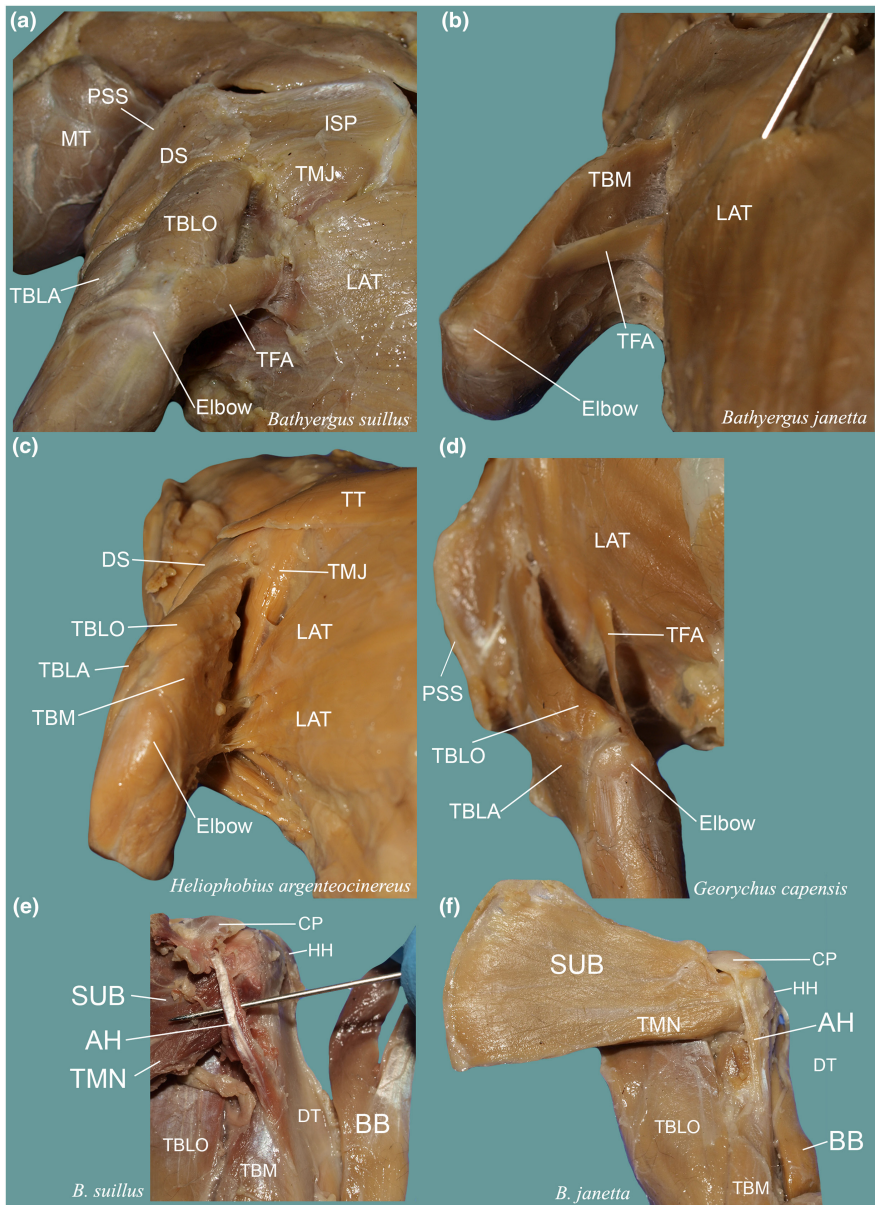 (a)
PSS
MT
DS
ISP
TMJ
TBLO
LAT
TBLA
TFA
Elbow
Bathyergus suillus
(b)
TBM
LAT
TFA
Elbow
Bathyergus janetta
(c)
TT
DS
TMJ
TBLO
LAT
TBLA
TBM
LAT
Elbow
Heliophobius argenteocinereus
(d)
LAT
TFA
PSS
TBLO
TBLA
Elbow
Georychus capensis
(e)
CP
HH
SUB
AH
TMN
DT
BB
TBLO
TBM
B. suillus
(f)
SUB
CP
HH
TMN
AH
DT
TBLO
BB
TBM
B. janetta